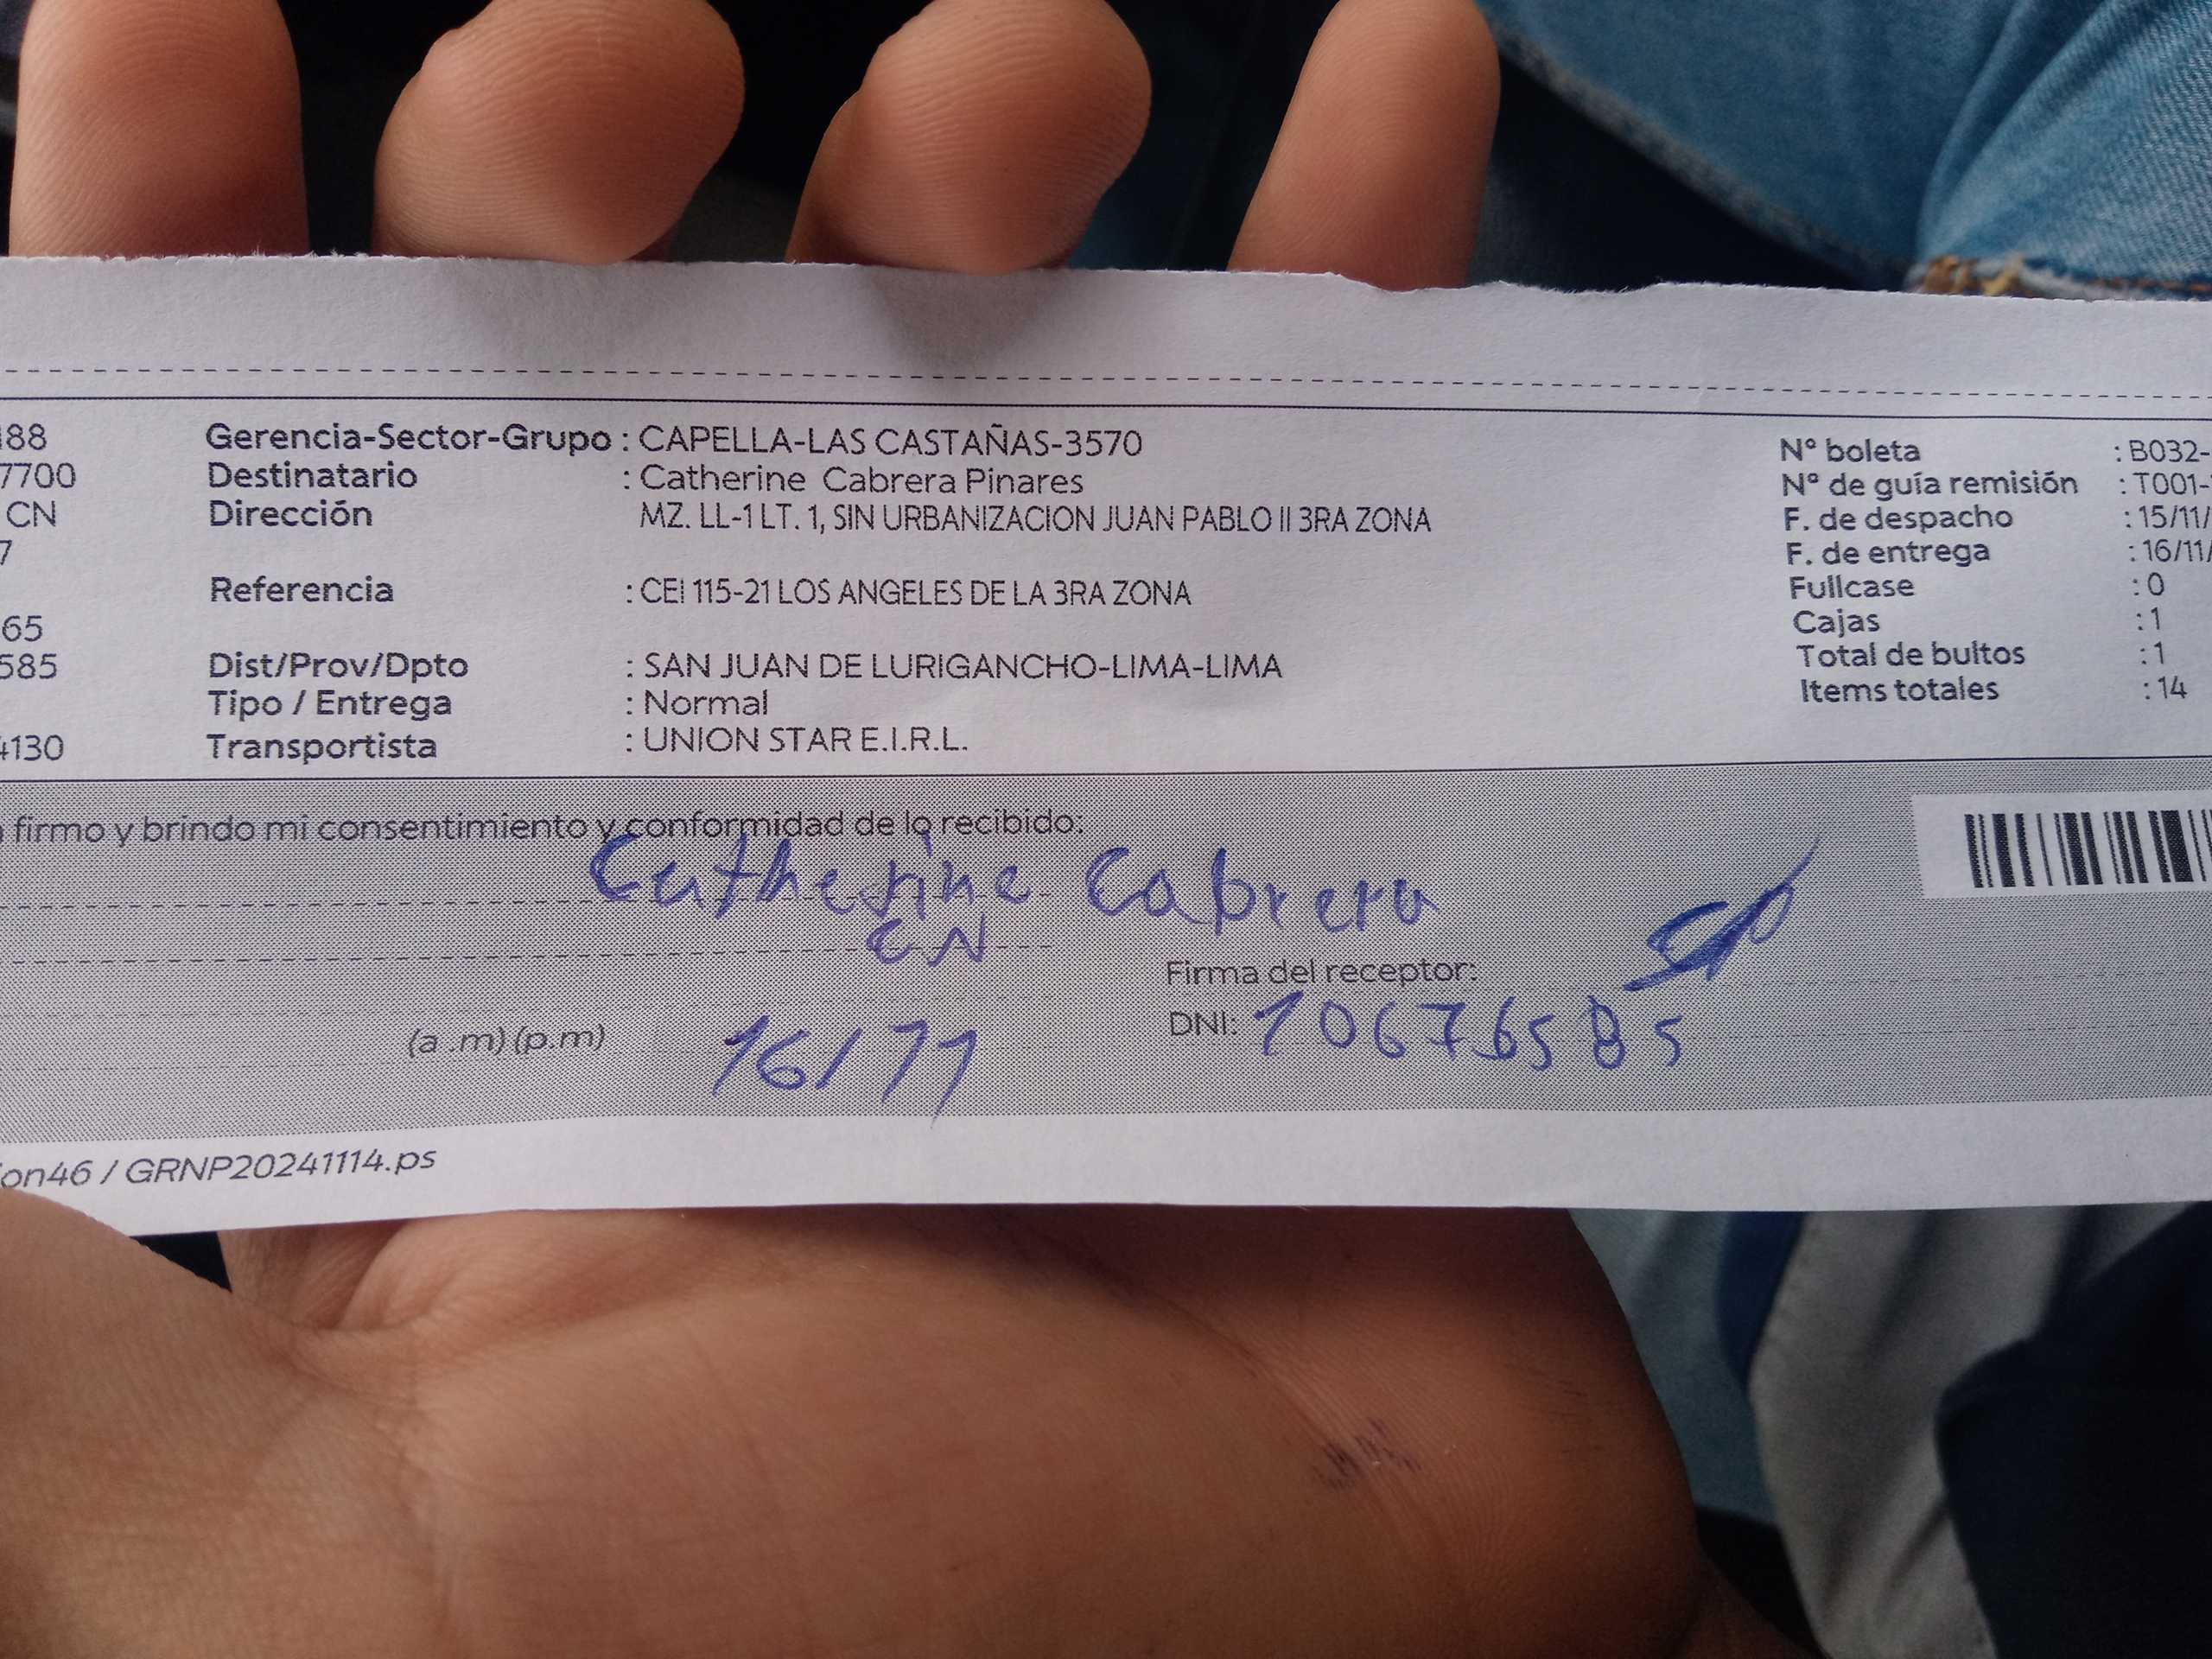 188 Gerencia-Sector-Grupo : CAPELLA-LAS CASTAÑAS-3570 N° boleta : B032-
7700 Destinatario : Catherine Cabrera Pinares N° de guía remisión : T001-
CN Dirección MZ. LL-1 LT. 1, SIN URBANIZACION JUAN PABLO II 3RA ZONA F. de despacho : 15/11/
7 F. de entrega : 16/11/
Referencia : CEI 115-21 LOS ANGELES DE LA 3RA ZONA Fullcase : 0
65 Cajas : 1
585 Dist/Prov/Dpto : SAN JUAN DE LURIGANCHO-LIMA-LIMA Total de bultos : 1
Tipo / Entrega : Normal Items totales : 14
4130 Transportista : UNION STAR E.I.R.L.
firmo y brindo mi consentimiento y conformidad de lo recibido:
Catherine Cabrera
CN
Firma del receptor:
(a .m) (p.m) 16/11 DNI: 10676585
on46 / GRNP20241114.ps